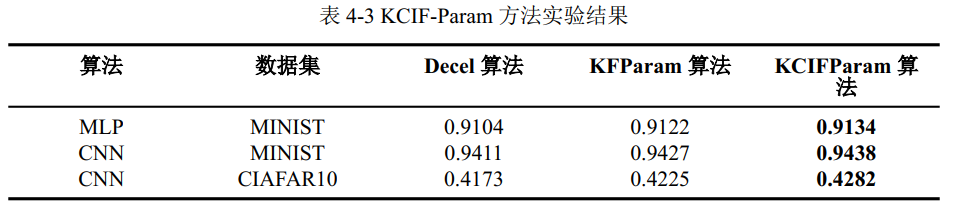 表 4-3 KCIF-Param 方法实验结果
算法 数据集 Decel 算法 KFParam 算法 KCIFParam 算
法
MLP MINIST 0.9104 0.9122 0.9134
CNN MINIST 0.9411 0.9427 0.9438
CNN CIAFAR10 0.4173 0.4225 0.4282